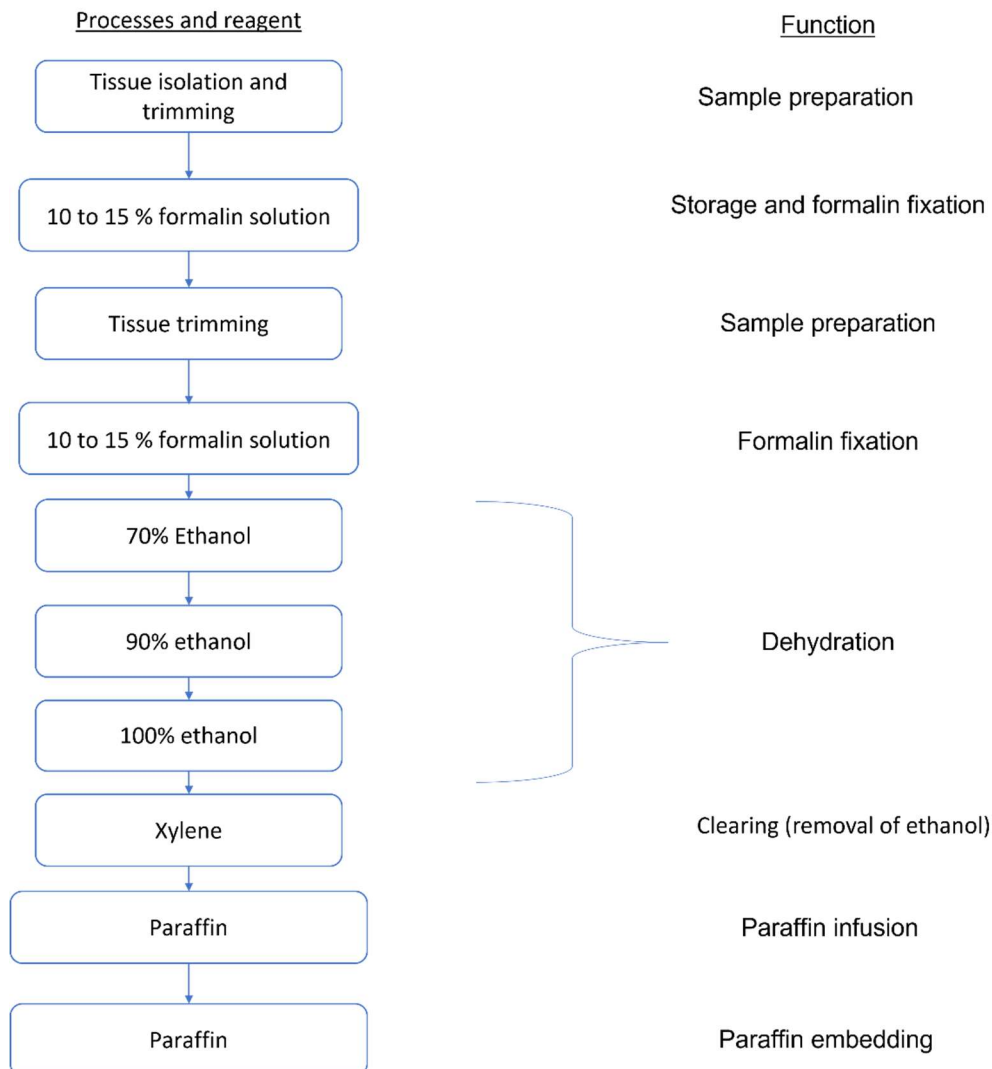 Processes and reagent
Function
Tissue isolation and
trimming
Sample preparation
10 to 15 % formalin solution
Storage and formalin fixation
Tissue trimming
Sample preparation
10 to 15 % formalin solution
Formalin fixation
70% Ethanol
90% ethanol
Dehydration
100% ethanol
Xylene
Clearing (removal of ethanol)
Paraffin
Paraffin infusion
Paraffin
Paraffin embedding